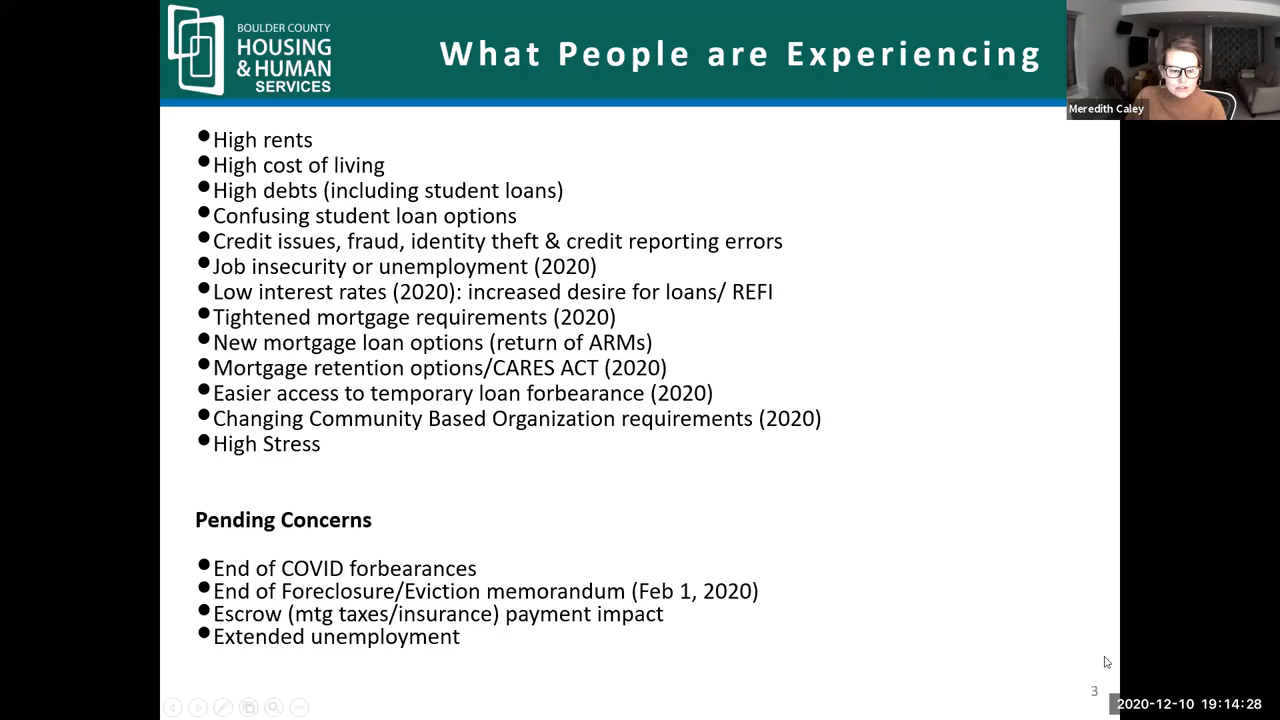 BOULDER COUNTY
HOUSING
& HUMAN
SERVICES
What People are Experiencing
Meredith Caley
•High rents
•High cost of living
•High debts (including student loans)
•Confusing student loan options
•Credit issues, fraud, identity theft & credit reporting errors
•Job insecurity or unemployment (2020)
•Low interest rates (2020): increased desire for loans/ REFI
•Tightened mortgage requirements (2020)
•New mortgage loan options (return of ARMs)
•Mortgage retention options/CARES ACT (2020)
•Easier access to temporary loan forbearance (2020)
•Changing Community Based Organization requirements (2020)
•High Stress
Pending Concerns
•End of COVID forbearances
•End of Foreclosure/Eviction memorandum (Feb 1, 2020)
•Escrow (mtg taxes/insurance) payment impact
•Extended unemployment
3
2020-12-10 19:14:28